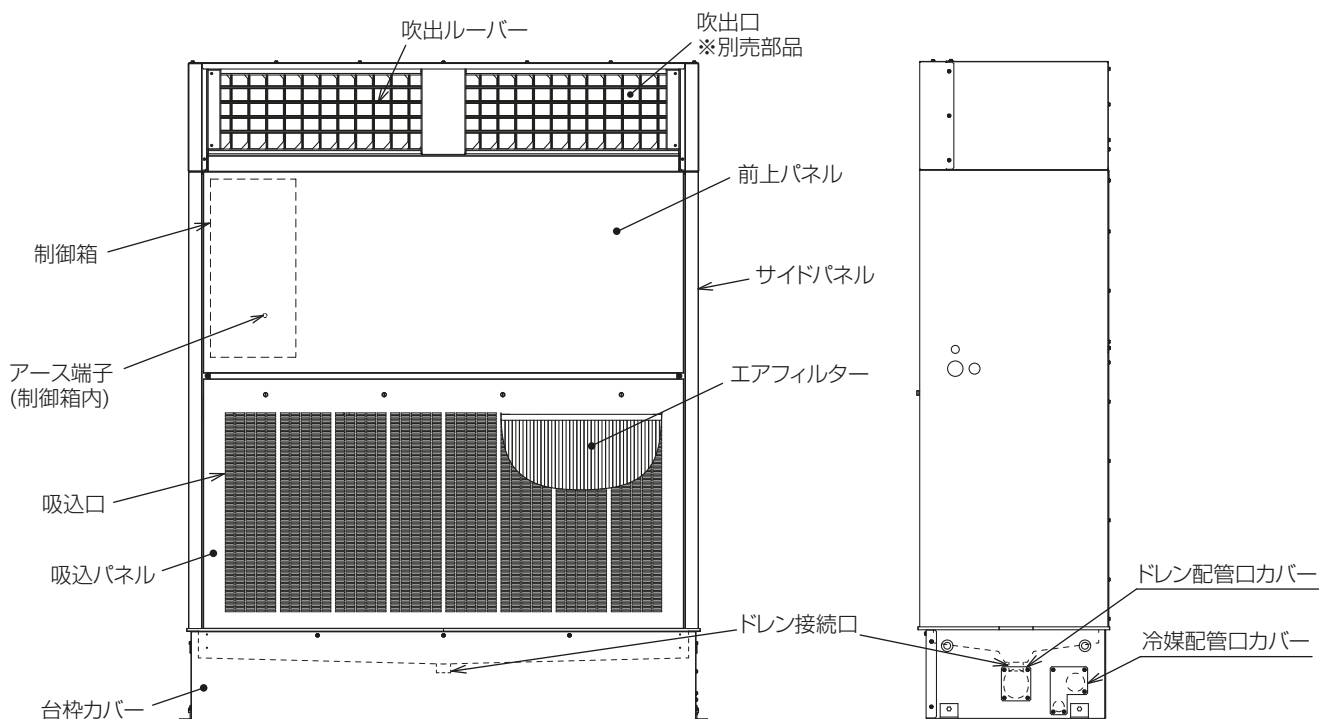 吹出ルーバー
吹出口
※別売部品
前上パネル
制御箱
サイドパネル
アース端子
(制御箱内)
エアフィルター
吸込口
吸込パネル
ドレン配管口カバー
ドレン接続口
冷媒配管口カバー
台枠カバー